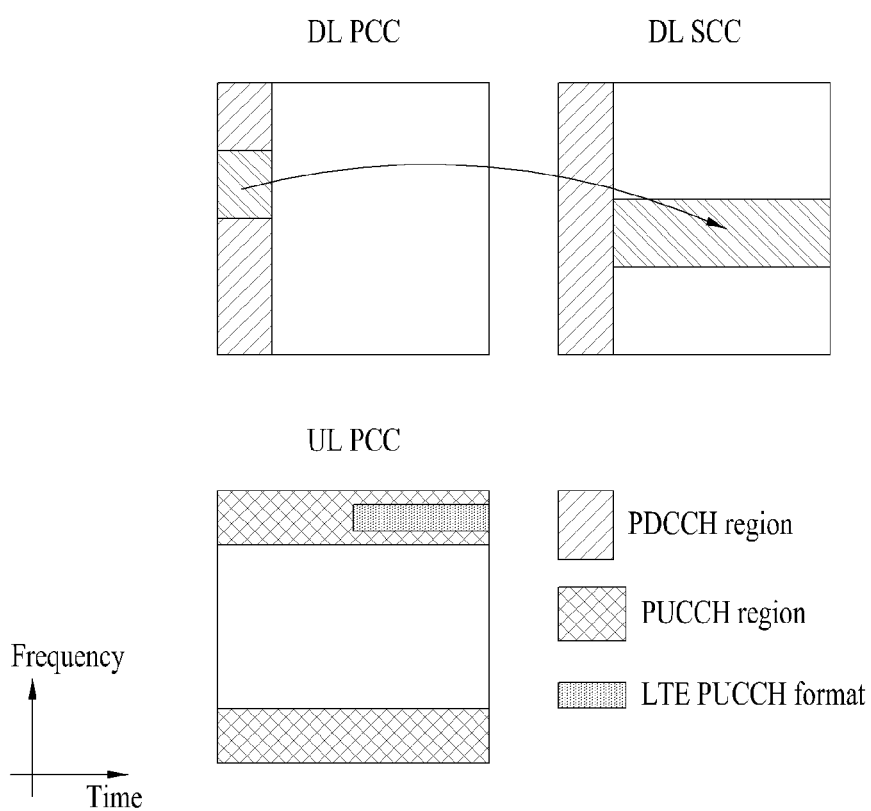 DL PCC
DL SCC
UL PCC
PDCCH region
PUCCH region
LTE PUCCH format
Frequency
Time